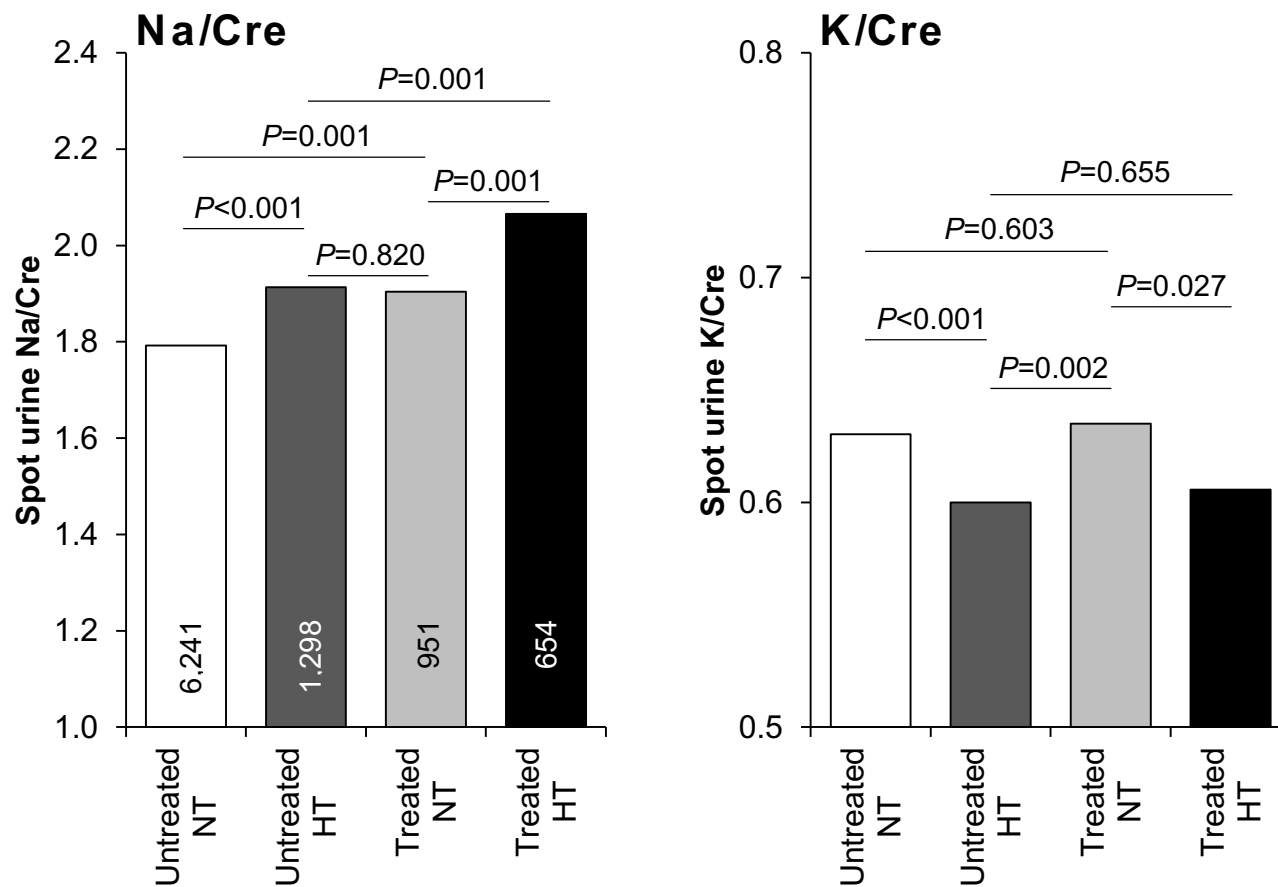 Na/Cre
Spot urine Na/Cre
2.4
2.2
2.0
1.8
1.6
1.4
1.2
1.0
P=0.001
P=0.001
P=0.001
P<0.001
P=0.820
6,241
1,298
951
654
Untreated
NT
Untreated
HT
Treated
NT
Treated
HT
K/Cre
Spot urine K/Cre
0.8
0.7
0.6
0.5
P=0.655
P=0.603
P=0.027
P<0.001
P=0.002
Untreated
NT
Untreated
HT
Treated
NT
Treated
HT